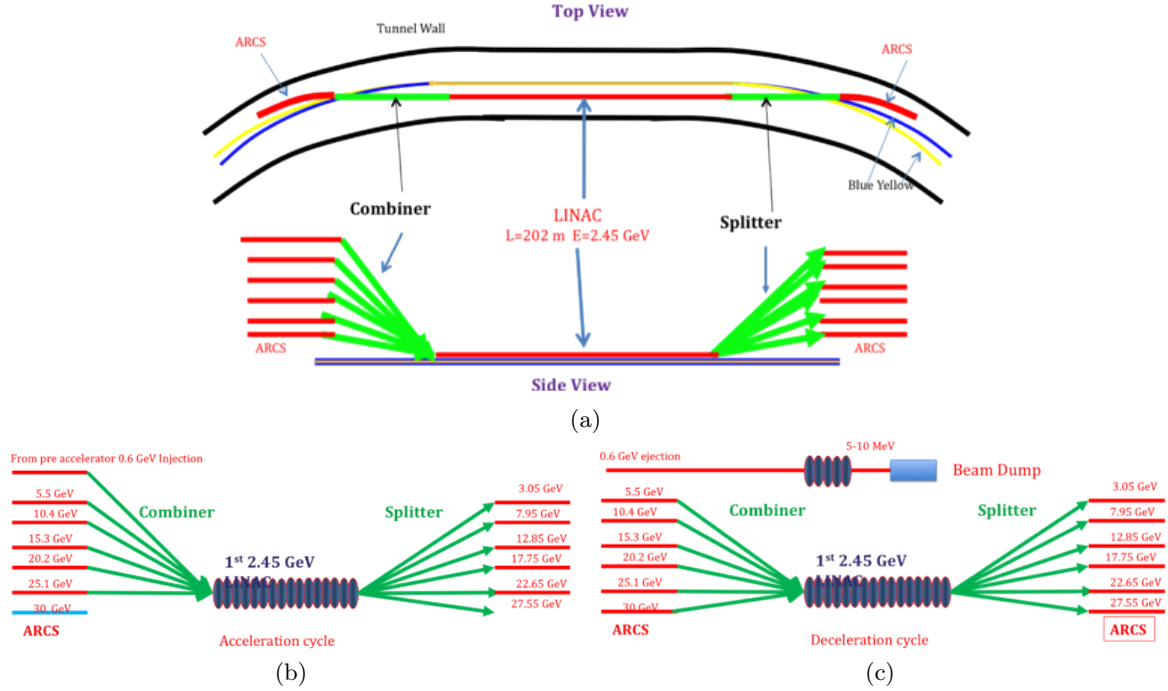 Top View
Tunnel Wall
ARCS
ARCS
Blue Yellow
Combiner
LINAC
L=202 m E=2.45 GeV
Splitter
ARCS
ARCS
Side View
(a)
From pre accelerator 0.6 GeV Injection
5.5 GeV
10.4 GeV
15.3 GeV
20.2 GeV
25.1 GeV
30. GeV
ARCS
Combiner
1st 2.45 GeV
LINAC
Splitter
3.05 GeV
7.95 GeV
12.85 GeV
17.75 GeV
22.65 GeV
27.55 GeV
Acceleration cycle
(b)
0.6 GeV ejection
5-10 MeV
Beam Dump
5.5 GeV
10.4 GeV
15.3 GeV
20.2 GeV
25.1 GeV
30 GeV
ARCS
Combiner
1st 2.45 GeV
LINAC
Splitter
3.05 GeV
7.95 GeV
12.85 GeV
17.75 GeV
22.65 GeV
27.55 GeV
ARCS
Deceleration cycle
(c)